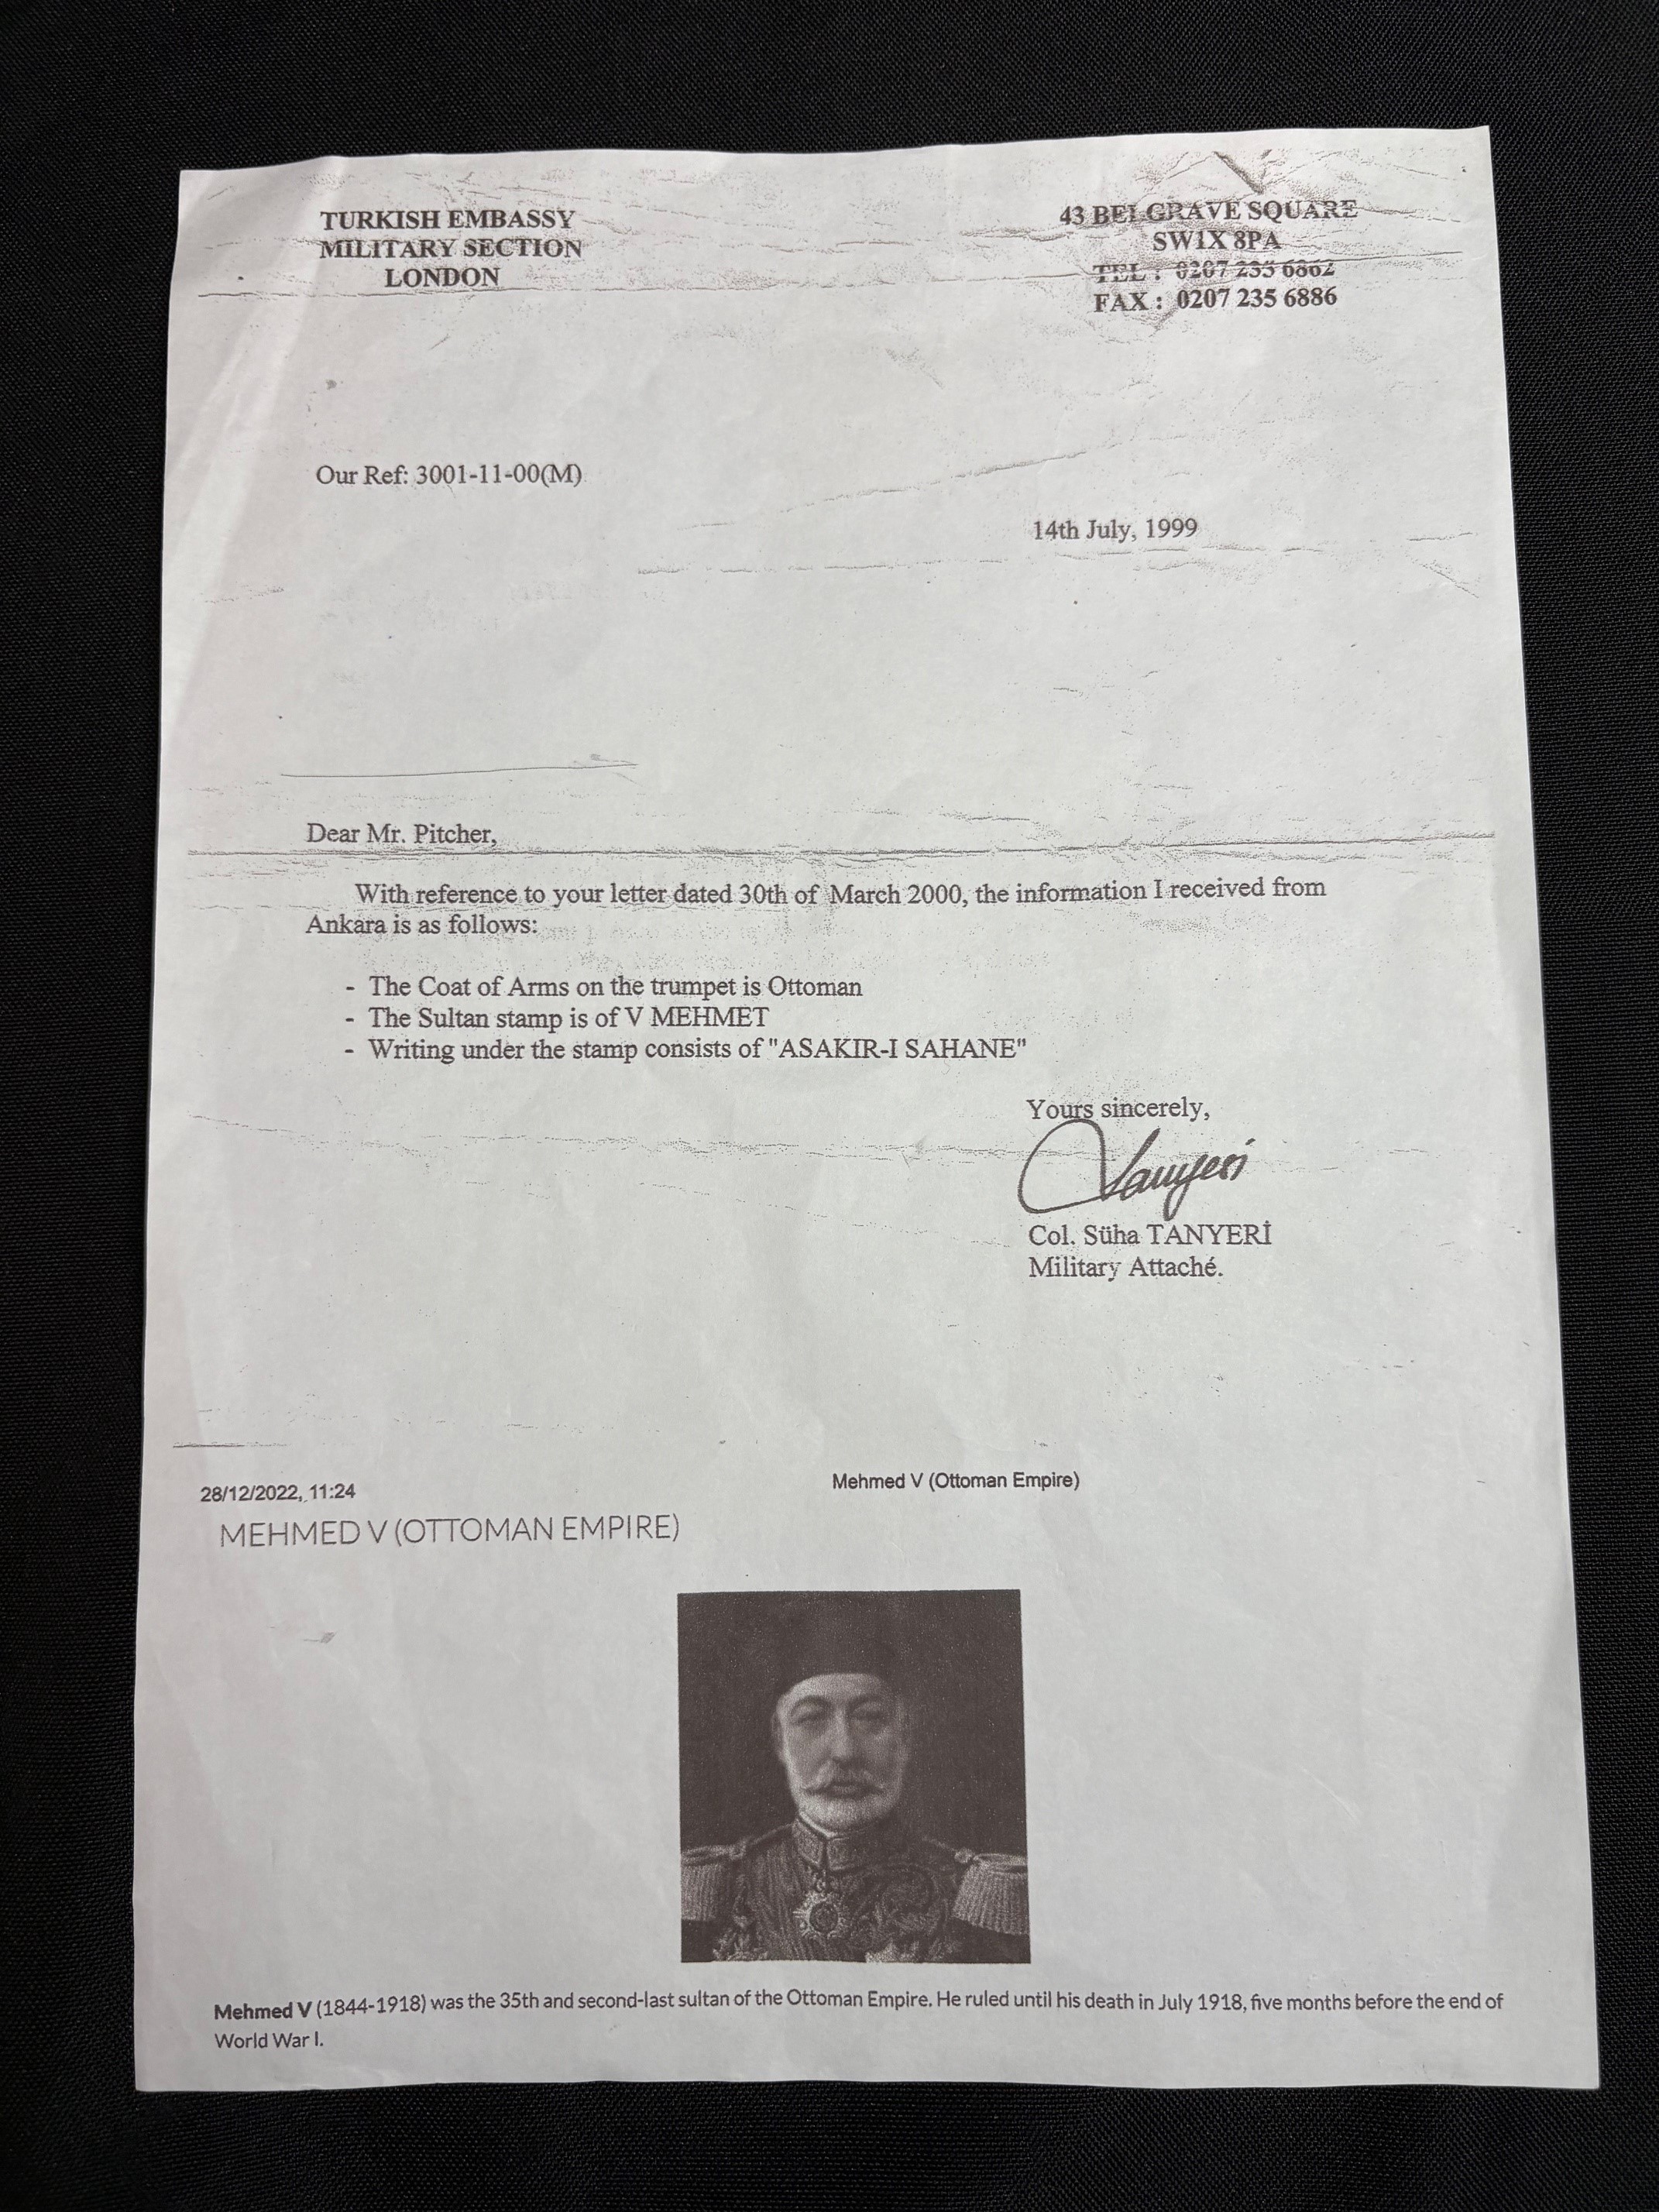 TURKISH EMBASSY
MILITARY SECTION
LONDON
43 BELGRAVE SQUARE
SW1X 8PA
TEL : 0207 235 6862
FAX : 0207 235 6886
Our Ref: 3001-11-00(M)
14th July, 1999
Dear Mr. Pitcher,
With reference to your letter dated 30th of March 2000, the information I received from
Ankara is as follows:
- The Coat of Arms on the trumpet is Ottoman
- The Sultan stamp is of V MEHMET
- Writing under the stamp consists of "ASAKIR-I SAHANE"
Yours sincerely,
Tanyeri
Col. Süha TANYERİ
Military Attaché.
28/12/2022, 11:24
Mehmed V (Ottoman Empire)
MEHMED V (OTTOMAN EMPIRE)
Mehmed V (1844-1918) was the 35th and second-last sultan of the Ottoman Empire. He ruled until his death in July 1918, five months before the end of
World War I.